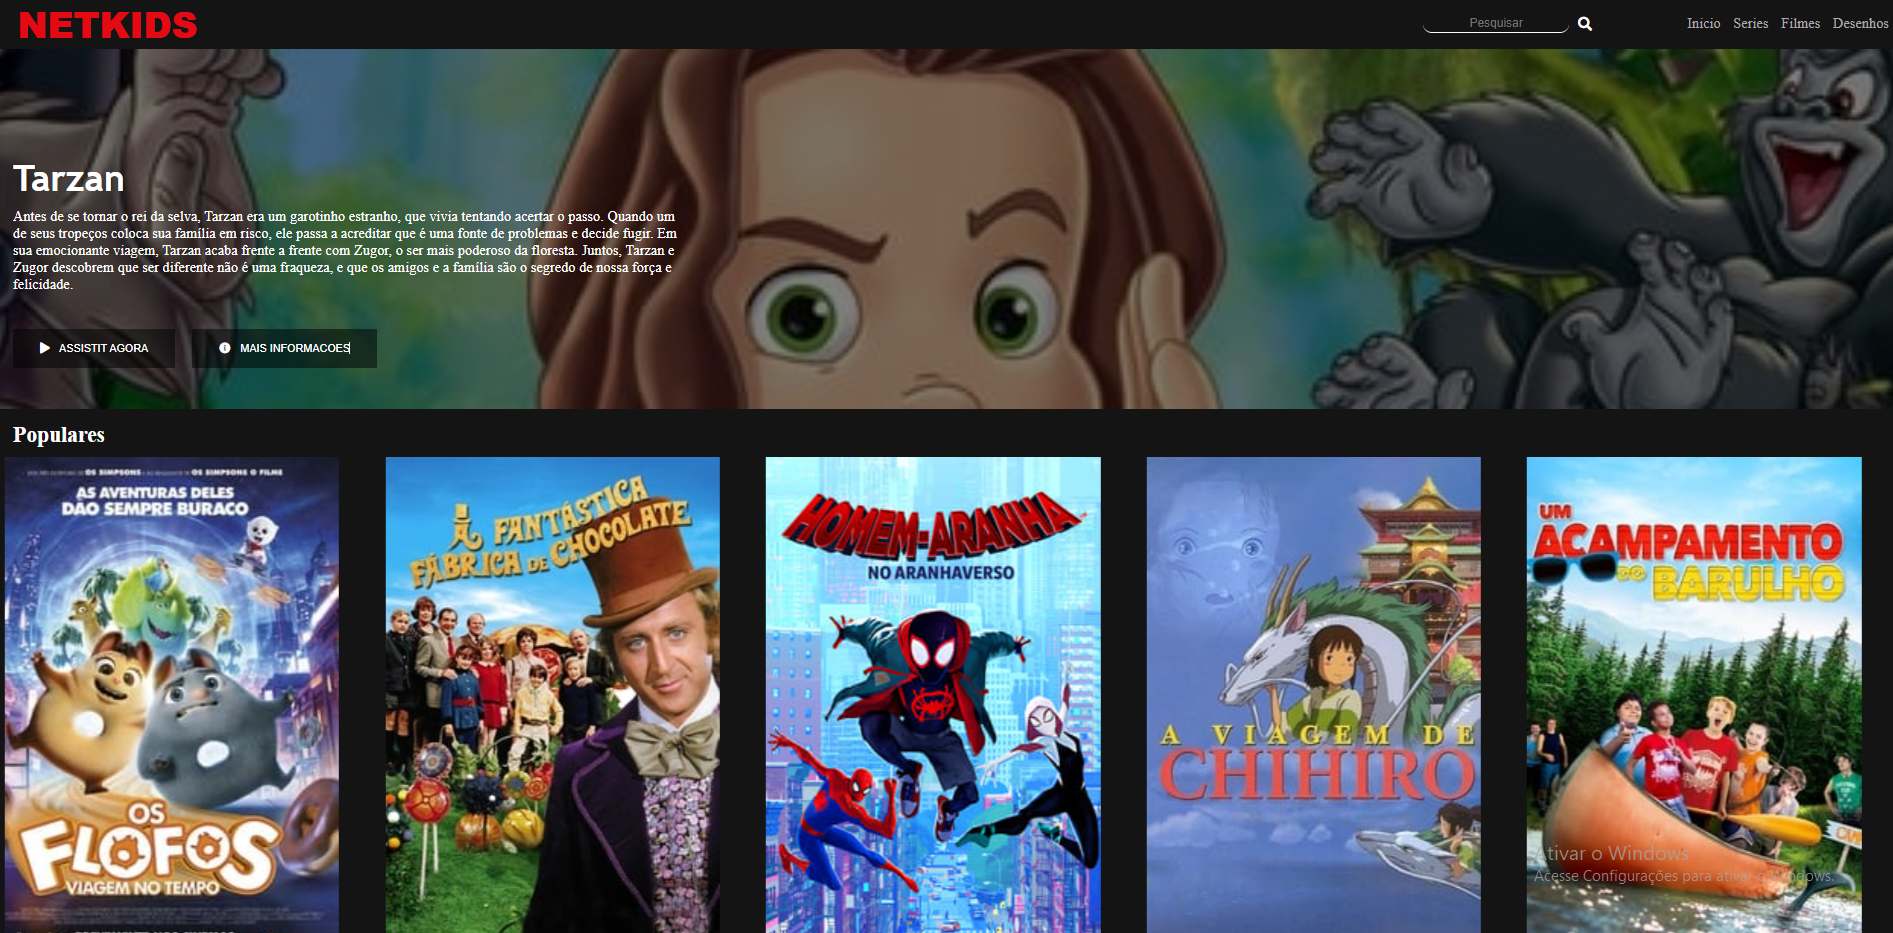 NETKIDS
Pesquisar
Inicio Series Filmes Desenhos
Tarzan
Antes de se tornar o rei da selva, Tarzan era um garotinho estranho, que vivia tentando acertar o passo. Quando um
de seus tropeços coloca sua família em risco, ele passa a acreditar que é uma fonte de problemas e decide fugir. Em
sua emocionante viagem, Tarzan acaba frente a frente com Zugor, o ser mais poderoso da floresta. Juntos, Tarzan e
Zugor descobrem que ser diferente não é uma fraqueza, e que os amigos e a família são o segredo de nossa força e
felicidade.
ASSISTIT AGORA
MAIS INFORMACOES
Populares
OS SIMPSONS
OS SIMPSONS O FILME
AS AVENTURAS DELES
DÃO SEMPRE BURACO
OS
FLOFOS
VIAGEM NO TEMPO
A FANTÁSTICA
FÁBRICA DE CHOCOLATE
HOMEM-ARANHA
NO ARANHAVERSO
A VIAGEM DE
CHIHIRO
UM
ACAMPAMENTO
DO BARULHO
Ativar o Windows
Acesse Configurações para ativar o Windows.